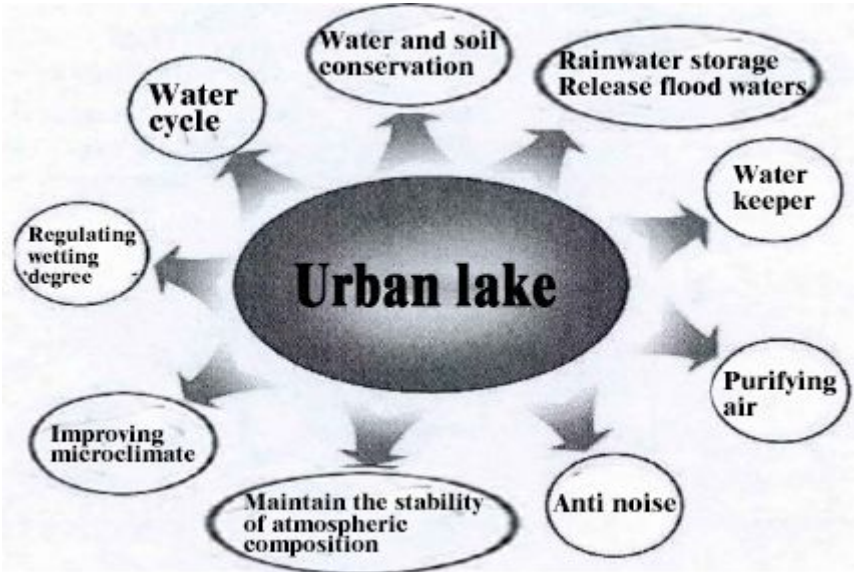 Water and soil
conservation
Rainwater storage
Release flood waters
Water
cycle
Water
keeper
Regulating
wetting
degree
Urban lake
Purifying
air
Improving
microclimate
Maintain the stability
of atmospheric
composition
Anti noise